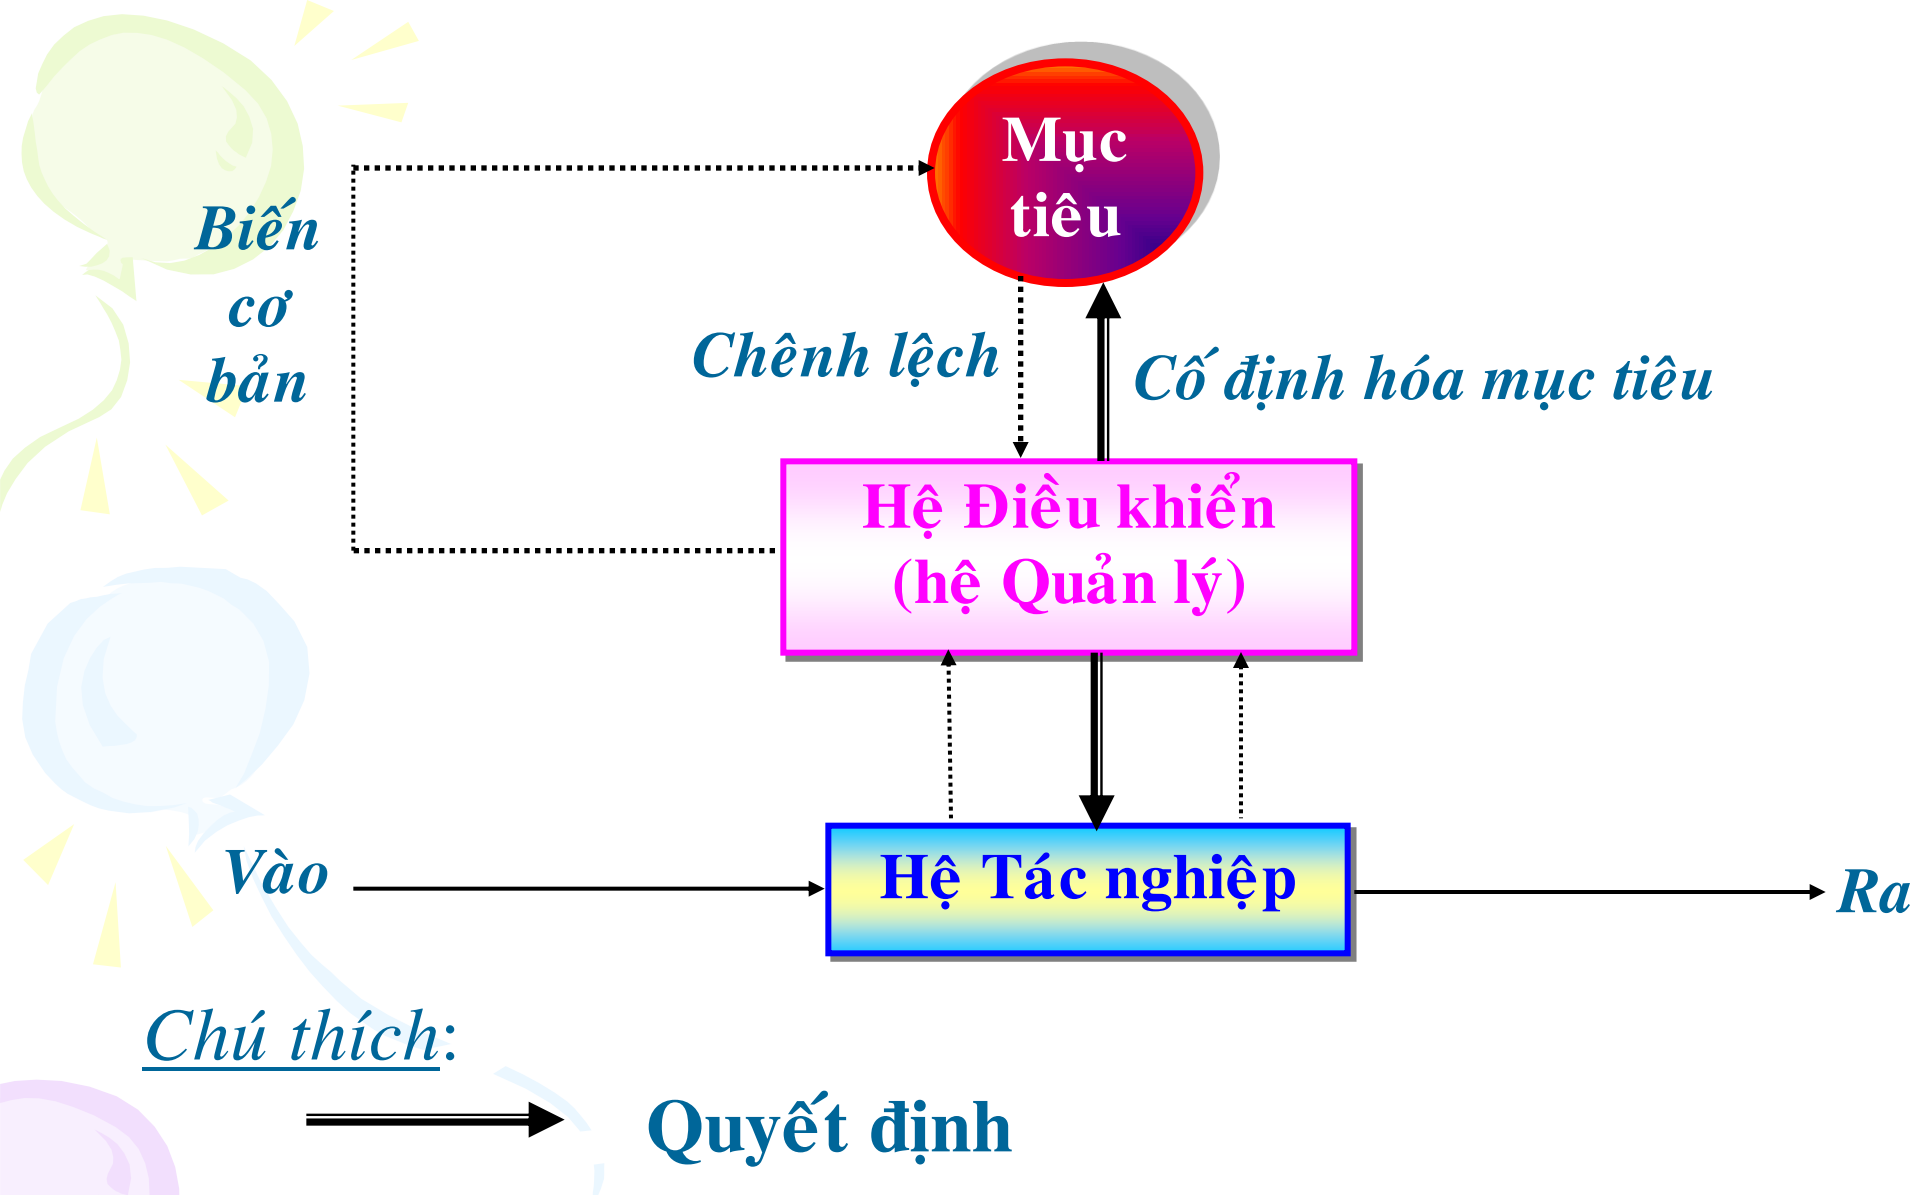 Mục
tiêu
Biến
cơ
bản
Chênh lệch
Cố định hóa mục tiêu
Hệ Điều khiển
(hệ Quản lý)
Vào
Hệ Tác nghiệp
Ra
Chú thích:
Quyết định